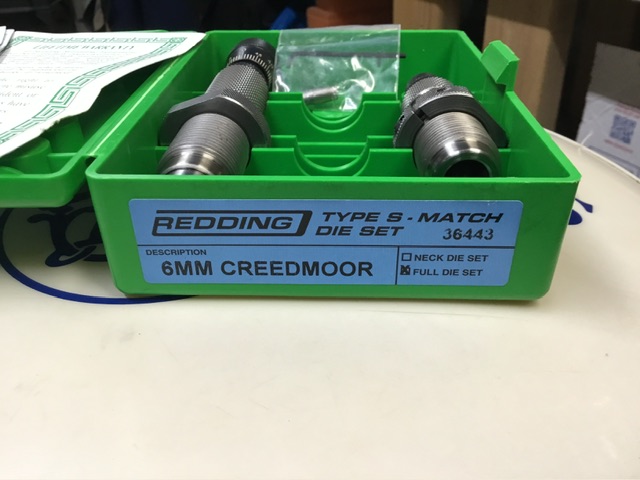 REDDING
TYPE S - MATCH
DIE SET 36443
DESCRIPTION
6MM CREEDMOOR
NECK DIE SET
FULL DIE SET